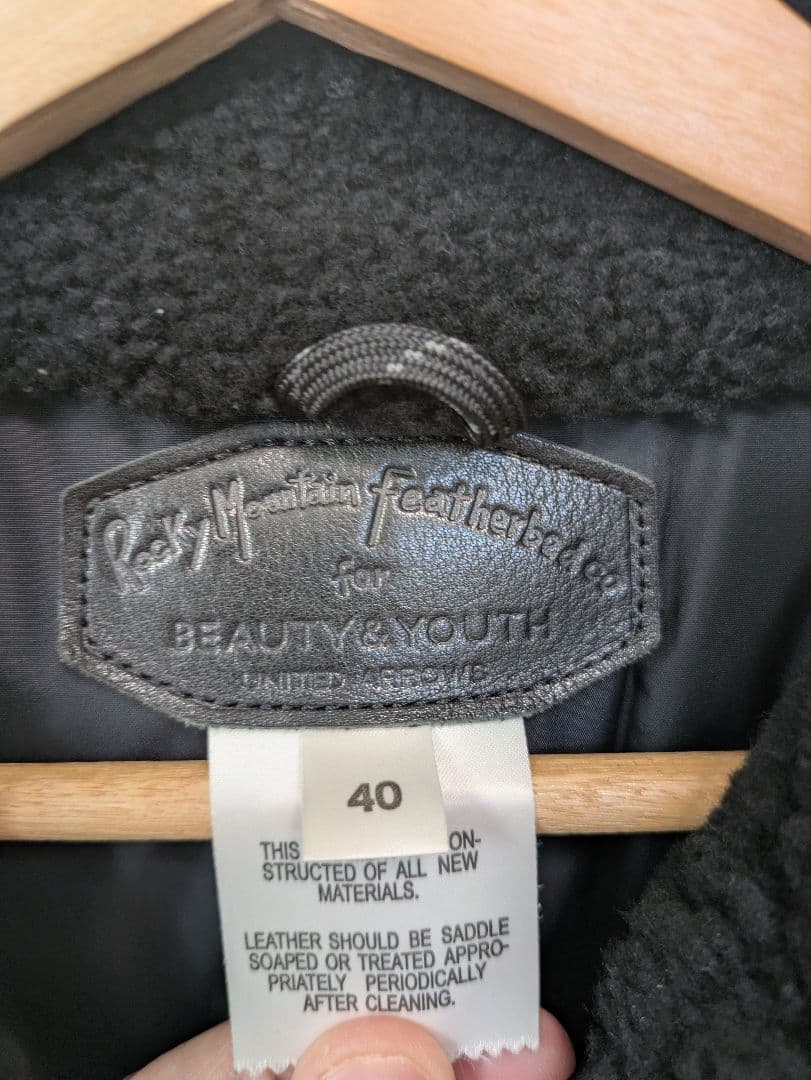 Rocky Mountain Featherbed co
for
BEAUTY&YOUTH
UNITED ARROWS
40
THIS ON-
STRUCTED OF ALL NEW
MATERIALS.
LEATHER SHOULD BE SADDLE
SOAPED OR TREATED APPRO-
PRIATELY PERIODICALLY
AFTER CLEANING.